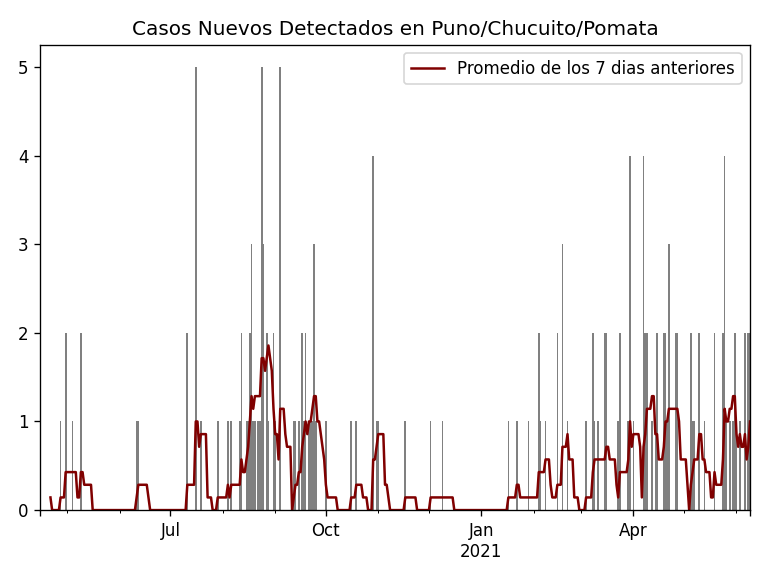 Casos Nuevos Detectados en Puno/Chucuito/Pomata
Promedio de los 7 dias anteriores
5
4
3
2
1
0
Jul
Oct
Jan
2021
Apr